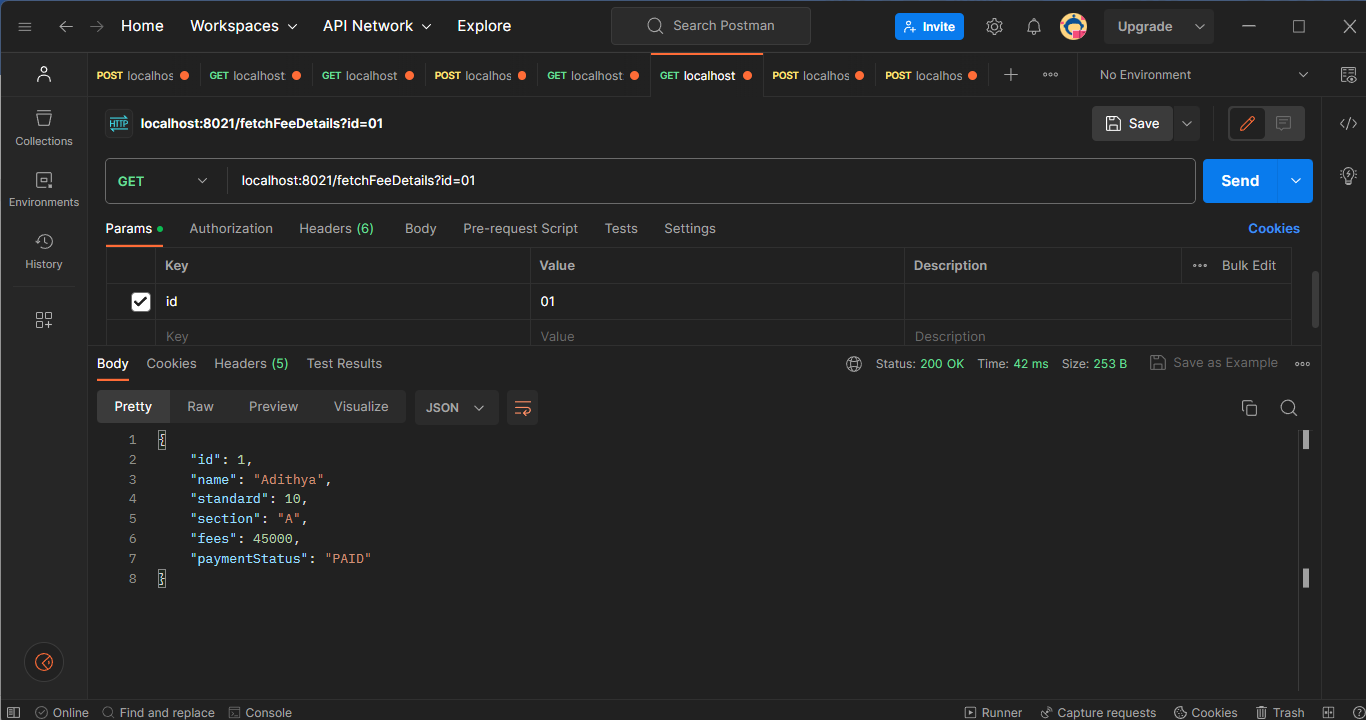 Home Workspaces API Network Explore Search Postman Invite Upgrade
POST localhos GET localhost GET localhost POST localhos GET localhost GET localhost POST localhos POST localhos No Environment
HTTP localhost:8021/fetchFeeDetails?id=01 Save
Collections
GET localhost:8021/fetchFeeDetails?id=01 Send
Environments
Params Authorization Headers (6) Body Pre-request Script Tests Settings Cookies
History
Key Value Description Bulk Edit
id 01
Key Value Description
Body Cookies Headers (5) Test Results Status: 200 OK Time: 42 ms Size: 253 B Save as Example
Pretty Raw Preview Visualize JSON
1 {
2 "id": 1,
3 "name": "Adithya",
4 "standard": 10,
5 "section": "A",
6 "fees": 45000,
7 "paymentStatus": "PAID"
8 }
Online Find and replace Console Runner Capture requests Cookies Trash